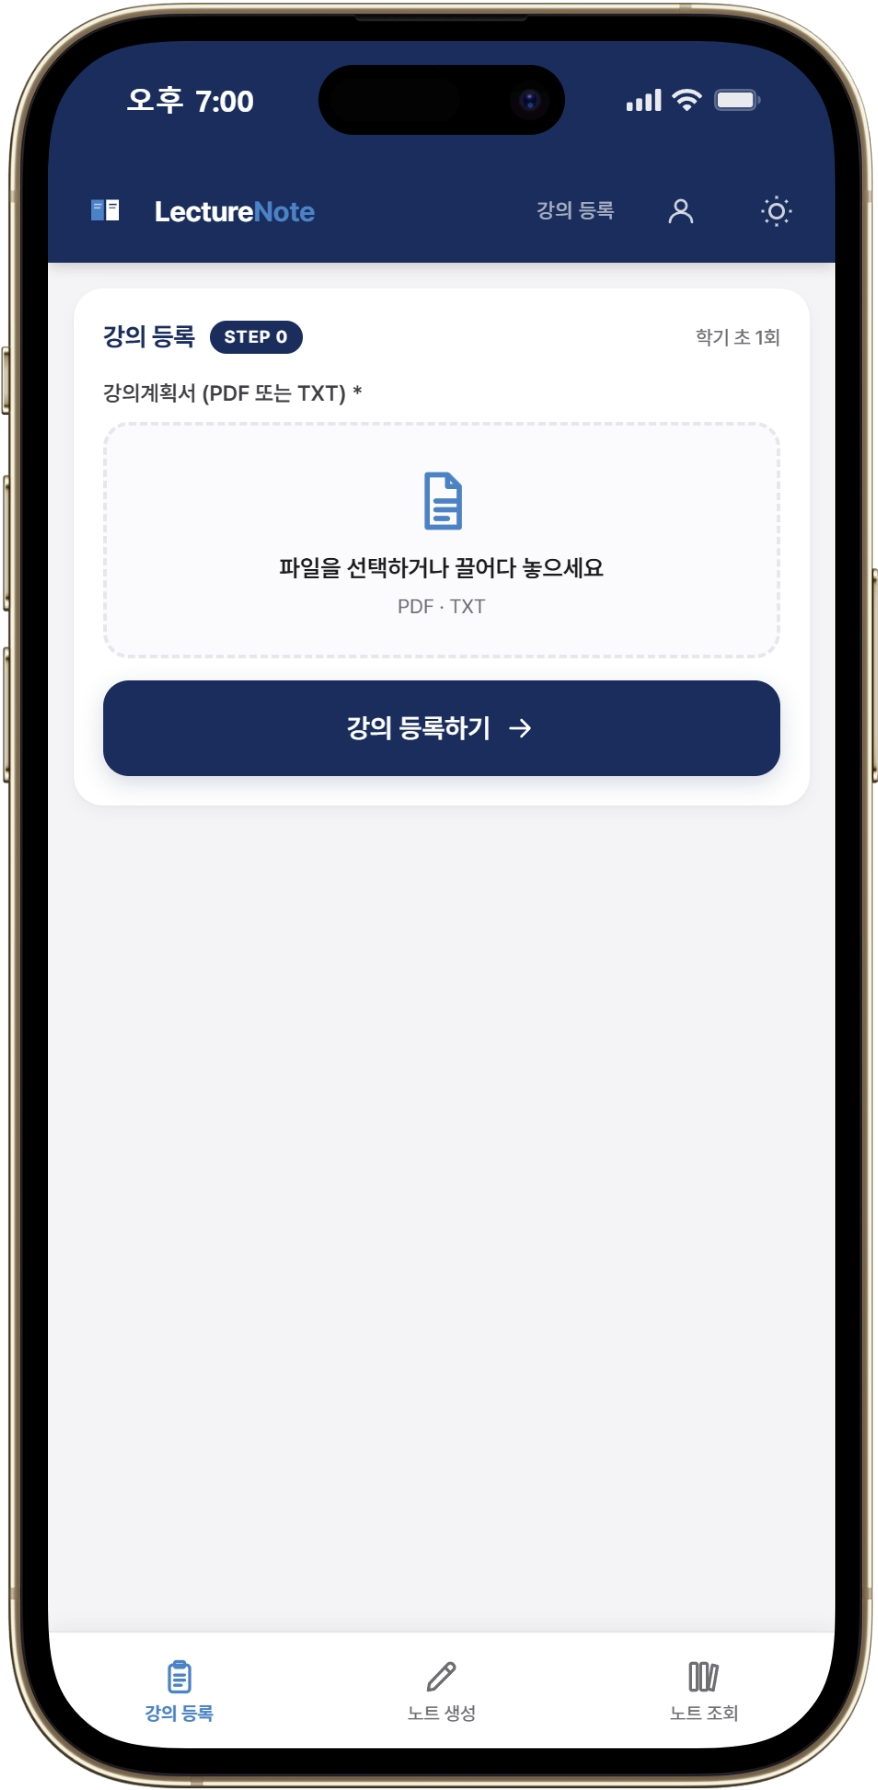 오후 7:00
LectureNote 강의 등록
강의 등록 STEP 0 학기 초 1회
강의계획서 (PDF 또는 TXT) *
파일을 선택하거나 끌어다 놓으세요
PDF · TXT
강의 등록하기 →
강의 등록 노트 생성 노트 조회